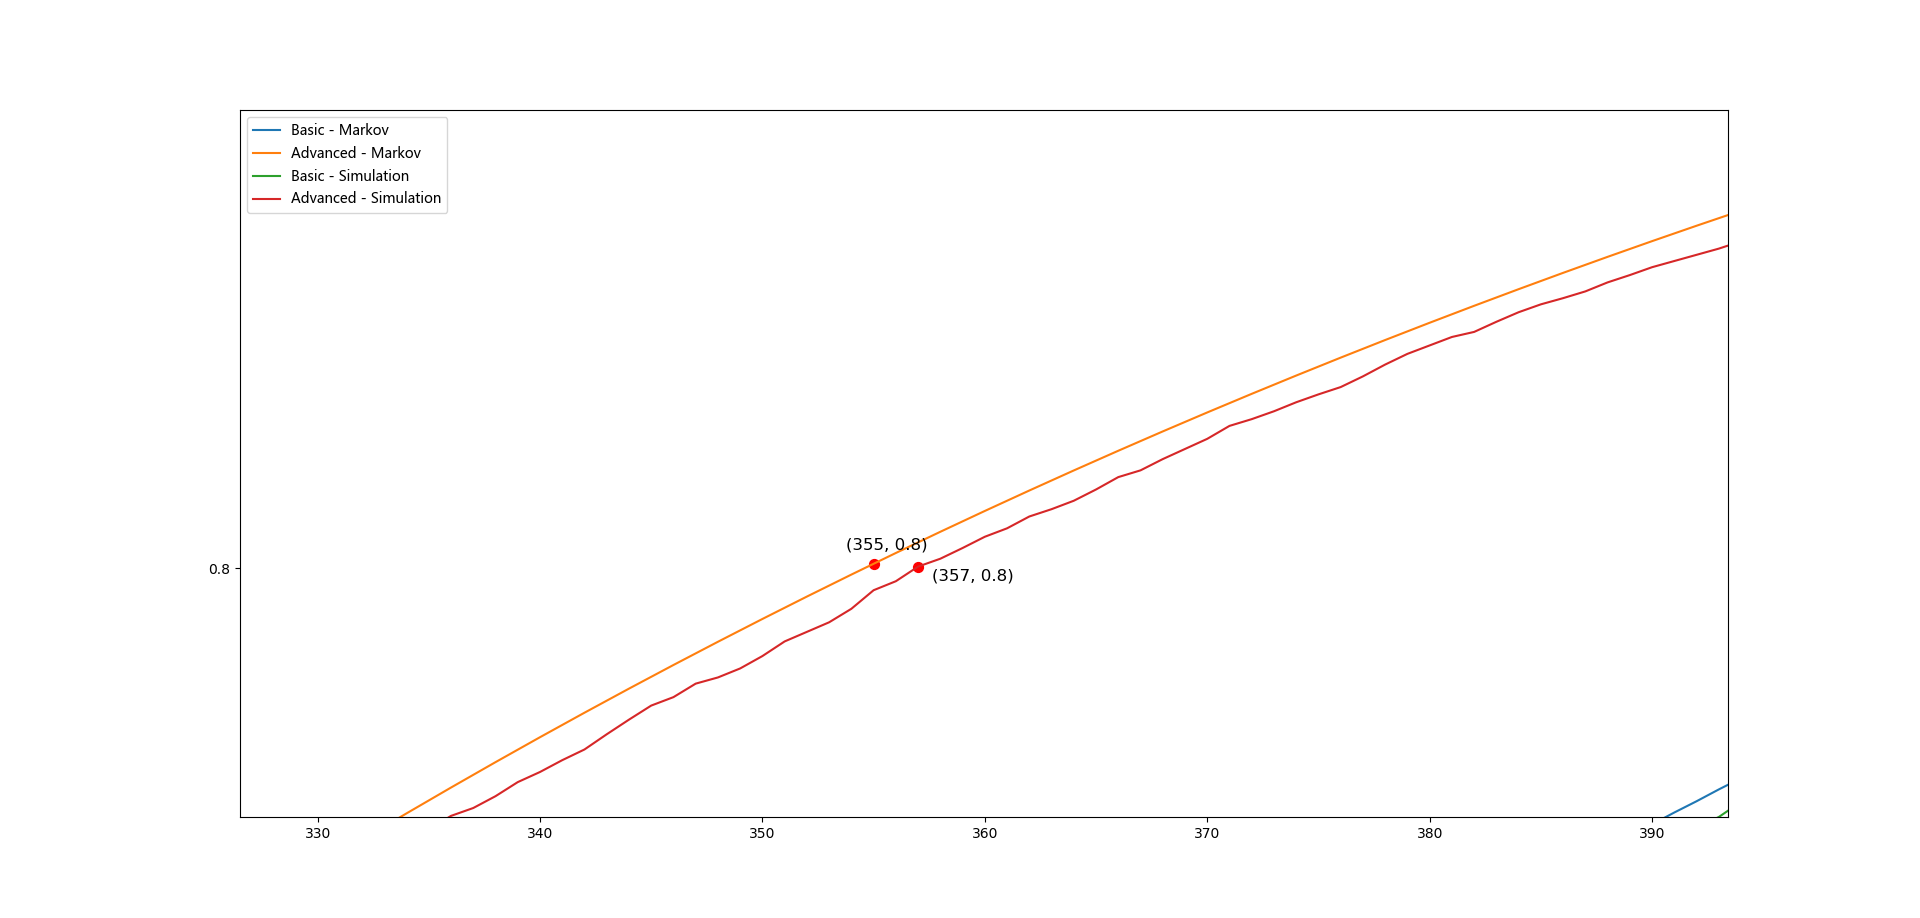 Basic - Markov
Advanced - Markov
Basic - Simulation
Advanced - Simulation
(355, 0.8)
0.8
(357, 0.8)
330 340 350 360 370 380 390